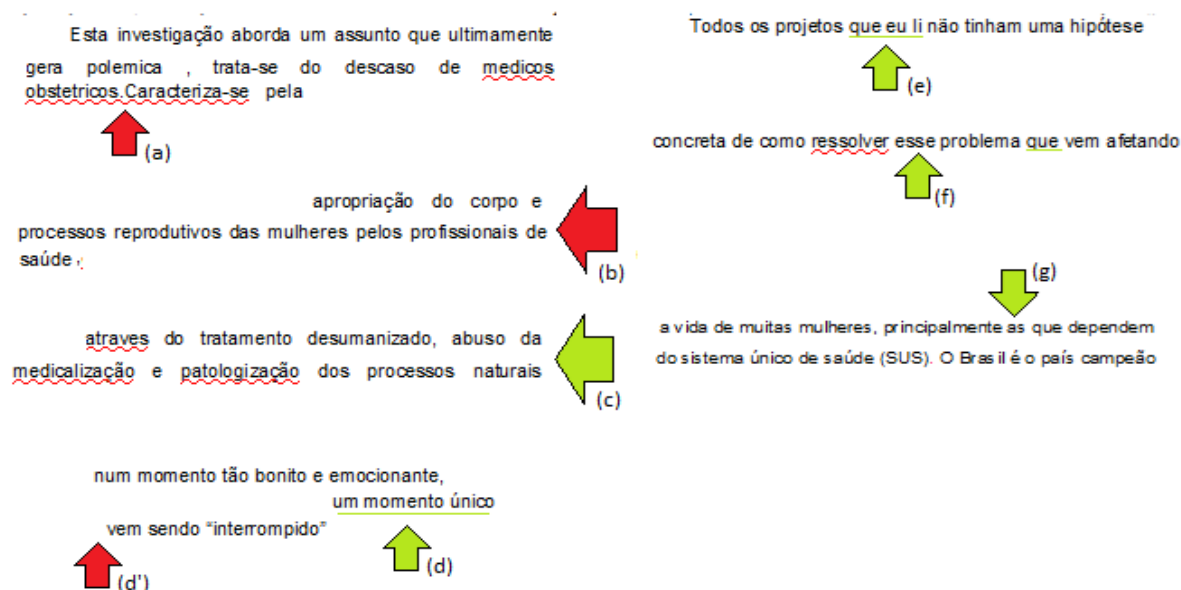 Esta investigação aborda um assunto que ultimamente
gera polemica , trata-se do descaso de medicos
obstetricos.Caracteriza-se pela
(a)
apropriação do corpo e
processos reprodutivos das mulheres pelos profissionais de
saúde ,
(b)
atraves do tratamento desumanizado, abuso da
medicalização e patologização dos processos naturais
(c)
num momento tão bonito e emocionante,
um momento único
vem sendo “interrompido”
(d)
(d')
Todos os projetos que eu li não tinham uma hipótese
(e)
concreta de como ressolver esse problema que vem afetando
(f)
(g)
a vida de muitas mulheres, principalmente as que dependem
do sistema único de saúde (SUS). O Brasil é o país campeão